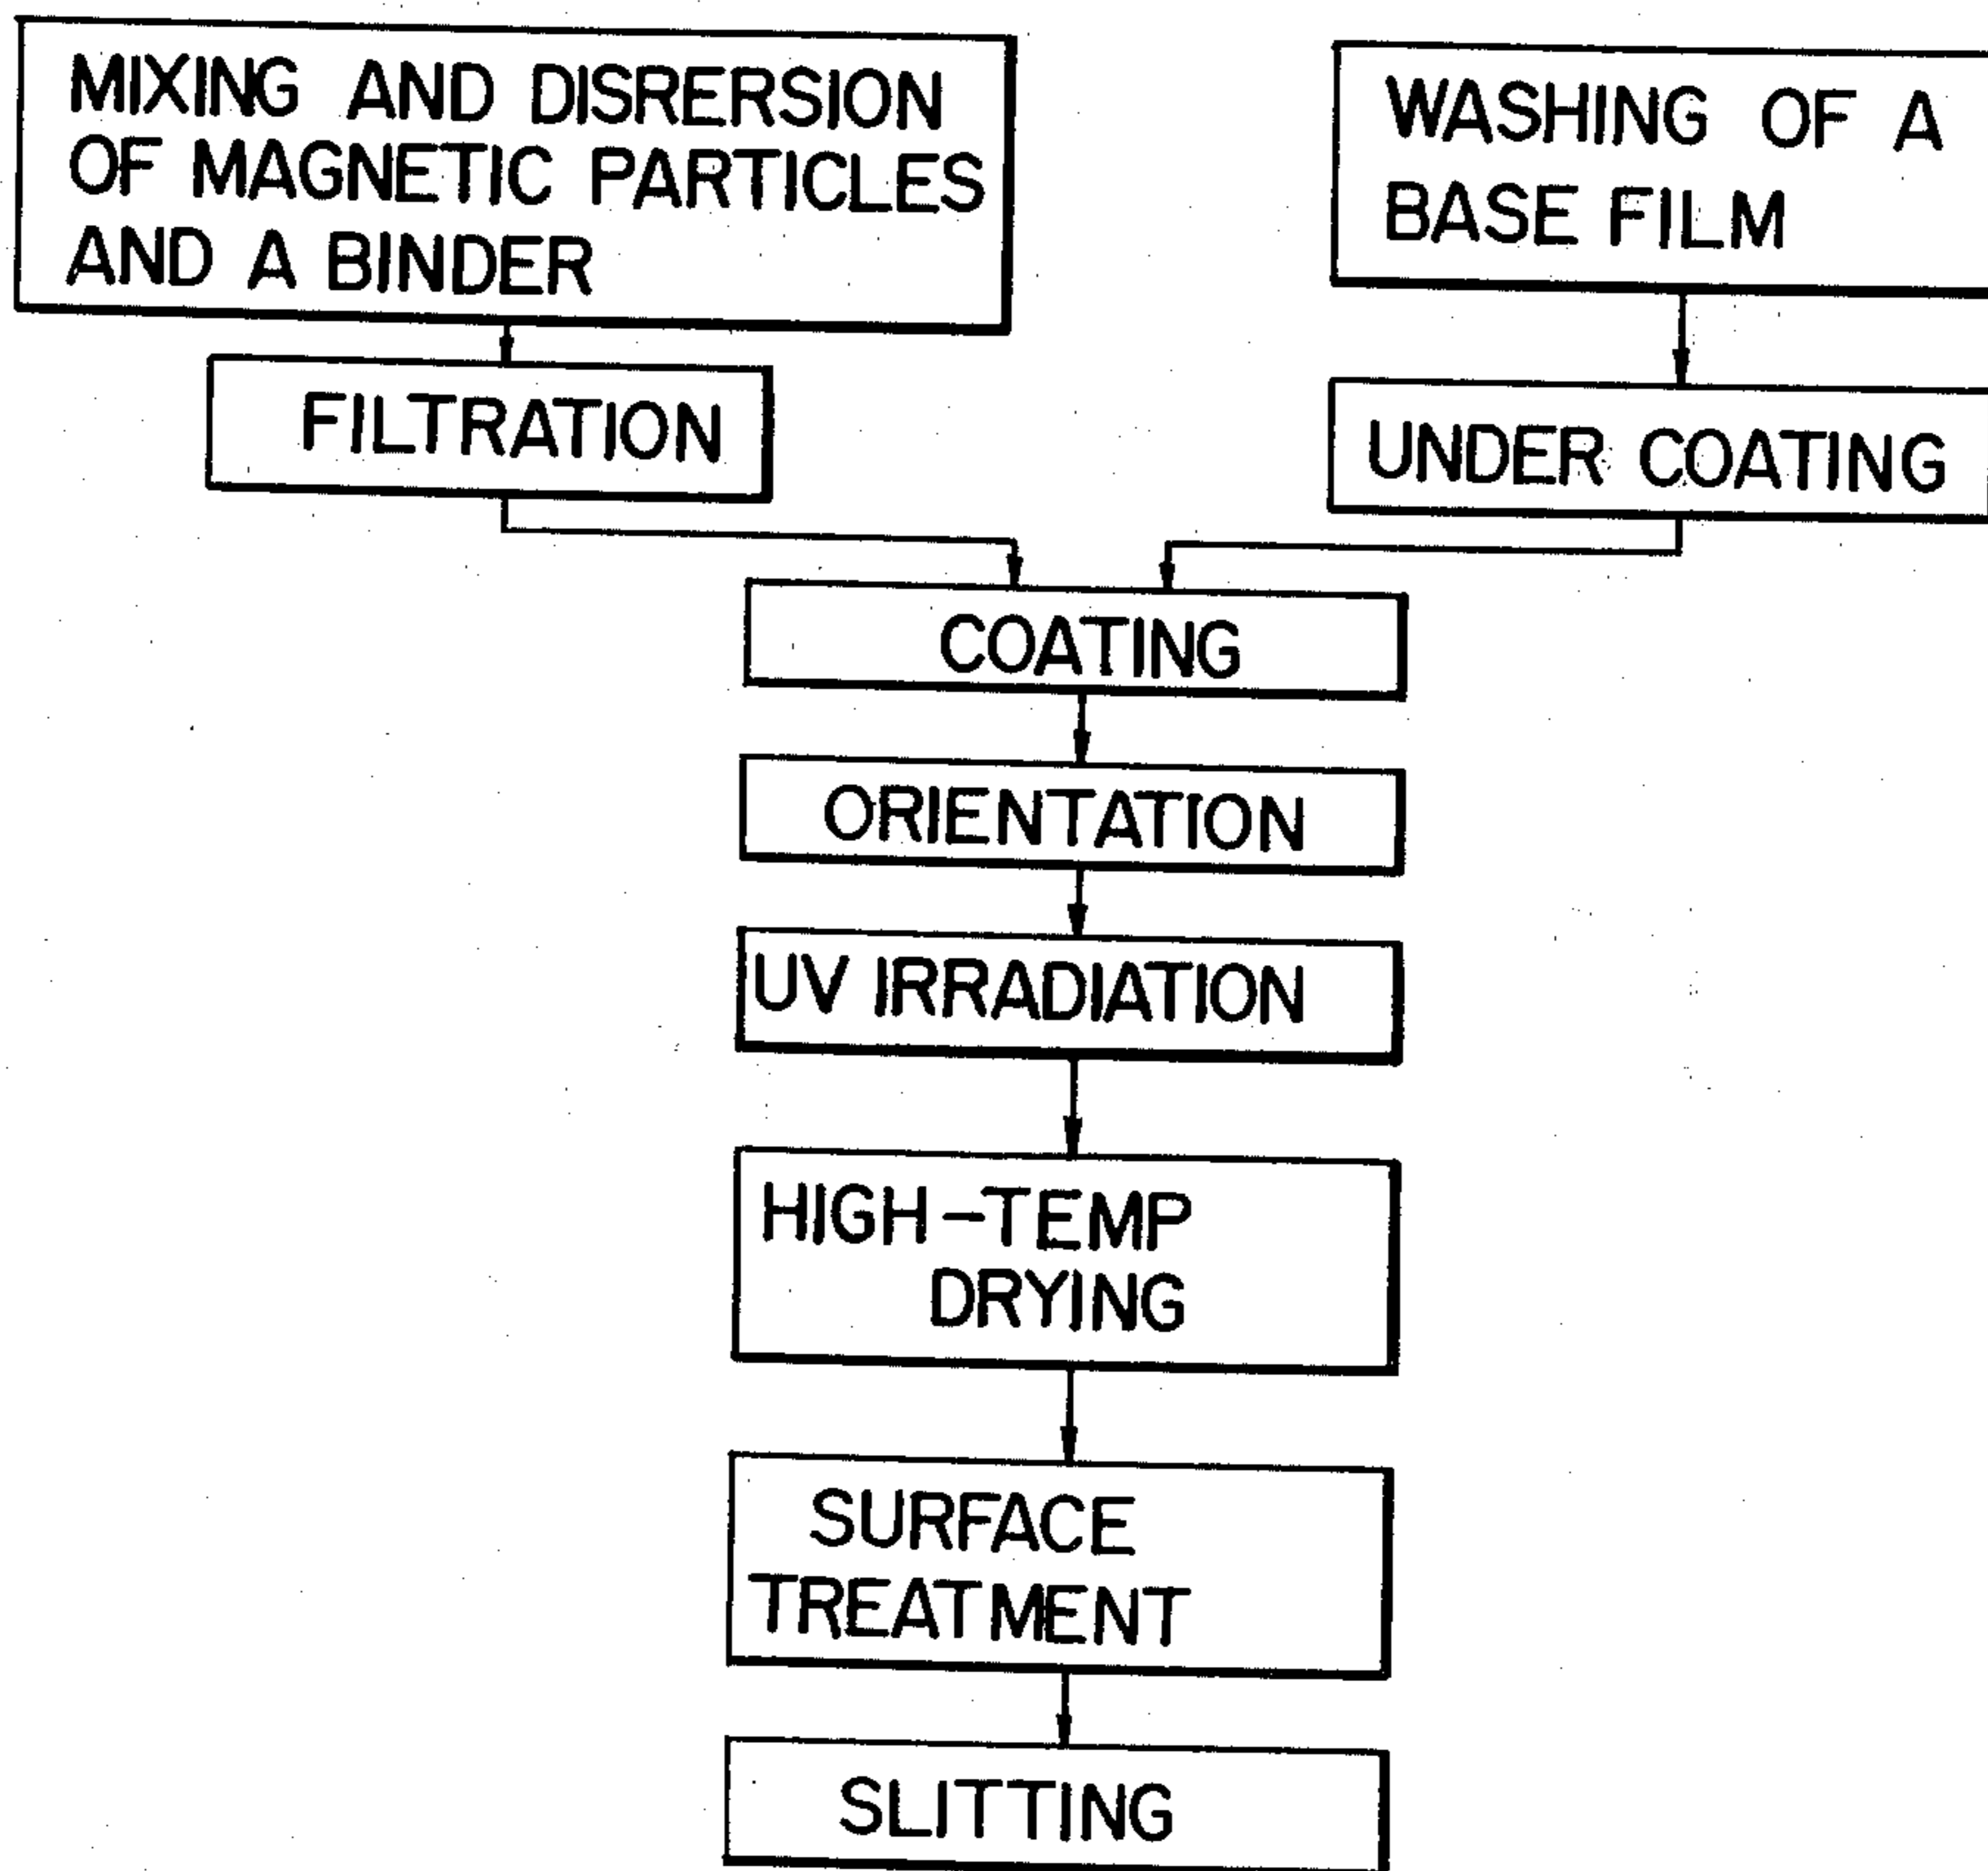 MIXING AND DISRERSION
OF MAGNETIC PARTICLES
AND A BINDER
WASHING OF A
BASE FILM
FILTRATION
UNDER COATING
COATING
ORIENTATION
UV IRRADIATION
HIGH-TEMP
DRYING
SURFACE
TREATMENT
SLITTING